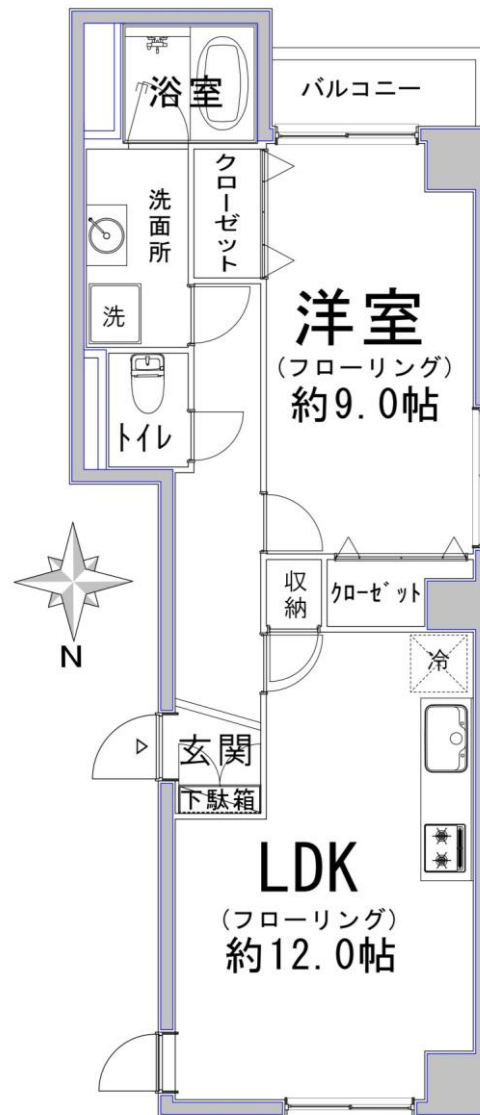 浴室
バルコニー
クローゼット
洗面所
洗
洋室
(フローリング)
約9.0帖
トイレ
収納
クローゼット
冷
N
玄関
下駄箱
LDK
(フローリング)
約12.0帖